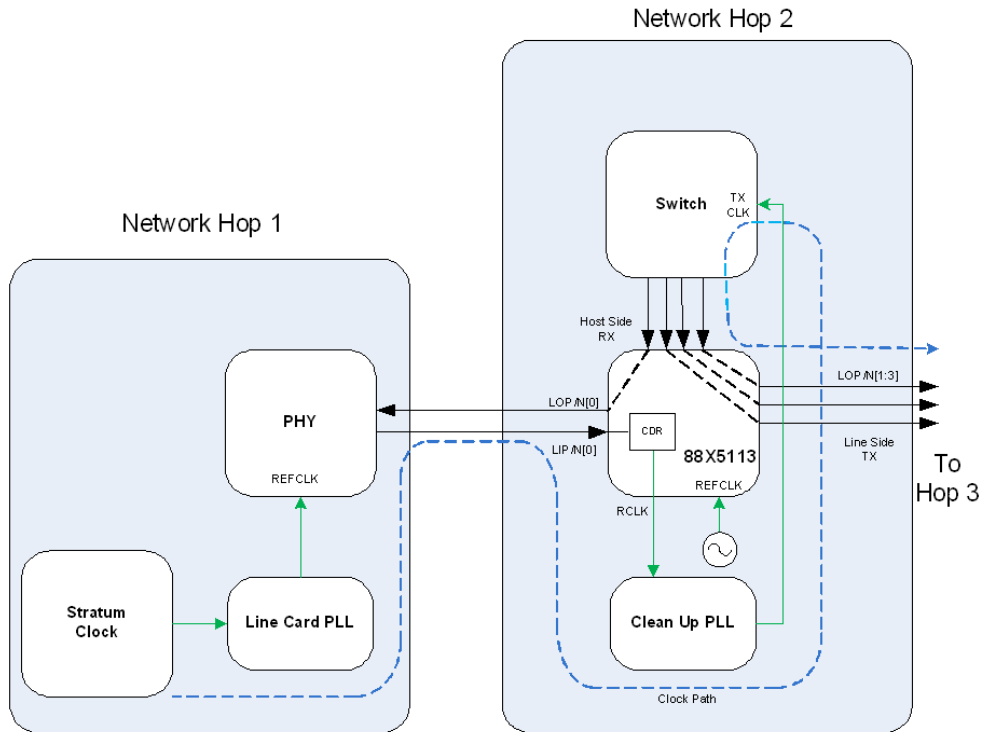 Network Hop 2
Network Hop 1
Switch
TX
CLK
Host Side
RX
LOP/N[0]
LOP/N[1:3]
PHY
CDR
LIP/N[0]
88X5113
Line Side
TX
REFCLK
REFCLK
RCLK
To
Hop 3
Stratum
Clock
Line Card PLL
Clean Up PLL
Clock Path